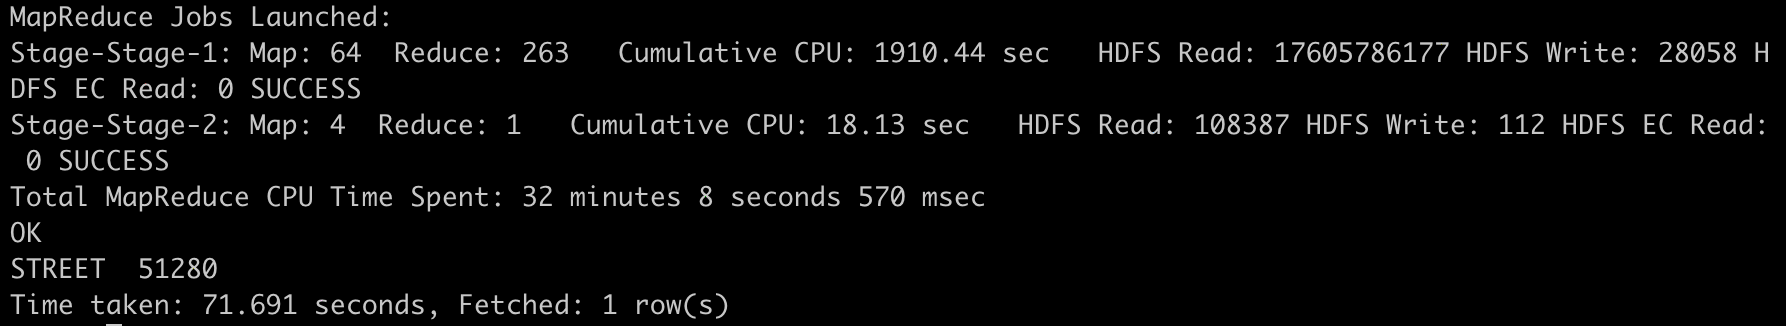 MapReduce Jobs Launched:
Stage-Stage-1: Map: 64  Reduce: 263   Cumulative CPU: 1910.44 sec   HDFS Read: 17605786177 HDFS Write: 28058 H
DFS EC Read: 0 SUCCESS
Stage-Stage-2: Map: 4  Reduce: 1   Cumulative CPU: 18.13 sec   HDFS Read: 108387 HDFS Write: 112 HDFS EC Read:
 0 SUCCESS
Total MapReduce CPU Time Spent: 32 minutes 8 seconds 570 msec
OK
STREET  51280
Time taken: 71.691 seconds, Fetched: 1 row(s)